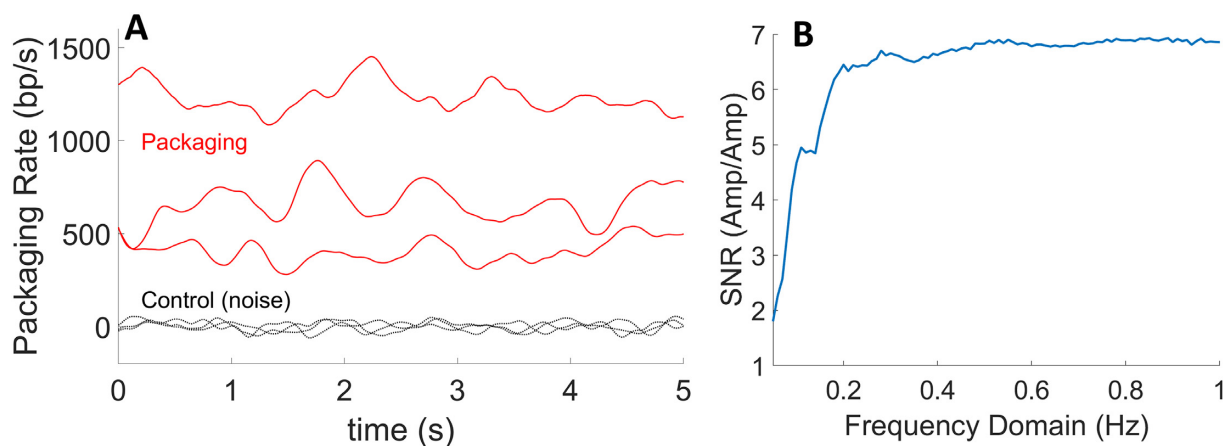 A
Packaging Rate (bp/s)
1500
1000
500
0
Packaging
Control (noise)
0 1 2 3 4 5
time (s)
B
SNR (Amp/Amp)
7
6
5
4
3
2
1
0.2 0.4 0.6 0.8 1
Frequency Domain (Hz)